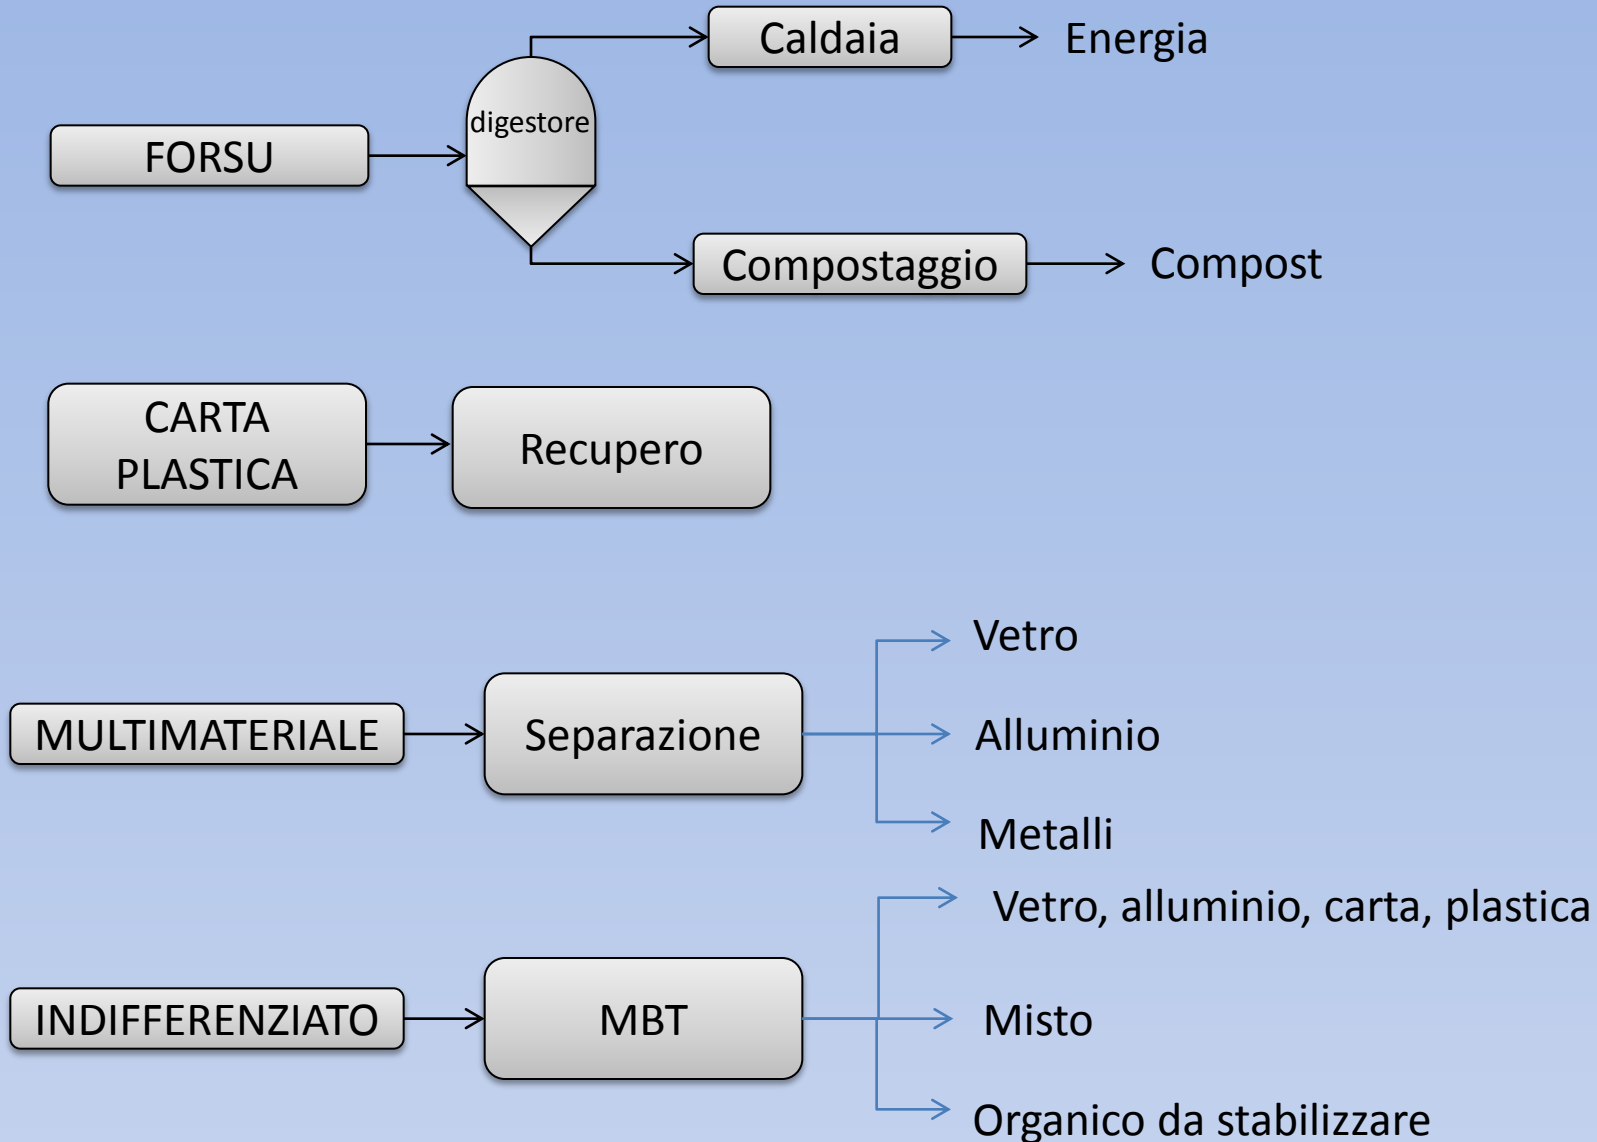 Caldaia
Energia
digestore
FORSU
Compostaggio
Compost
CARTA
PLASTICA
Recupero
Vetro
MULTIMATERIALE
Separazione
Alluminio
Metalli
Vetro, alluminio, carta, plastica
INDIFFERENZIATO
MBT
Misto
Organico da stabilizzare